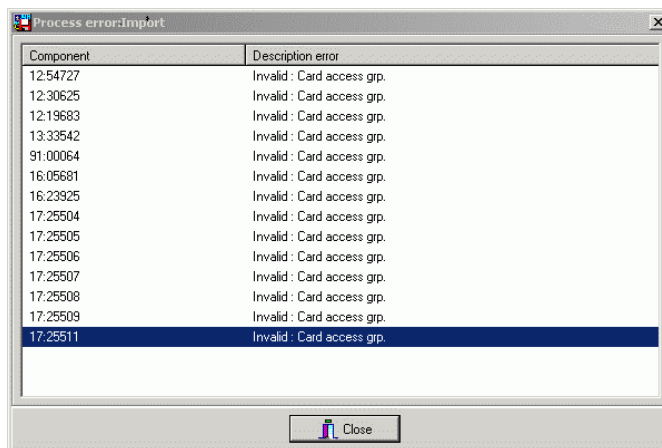 Process error:Import
Component Description error
12:54727 Invalid : Card access grp.
12:30625 Invalid : Card access grp.
12:19683 Invalid : Card access grp.
13:33542 Invalid : Card access grp.
91:00064 Invalid : Card access grp.
16:05681 Invalid : Card access grp.
16:23925 Invalid : Card access grp.
17:25504 Invalid : Card access grp.
17:25505 Invalid : Card access grp.
17:25506 Invalid : Card access grp.
17:25507 Invalid : Card access grp.
17:25508 Invalid : Card access grp.
17:25509 Invalid : Card access grp.
17:25511 Invalid : Card access grp.
Close